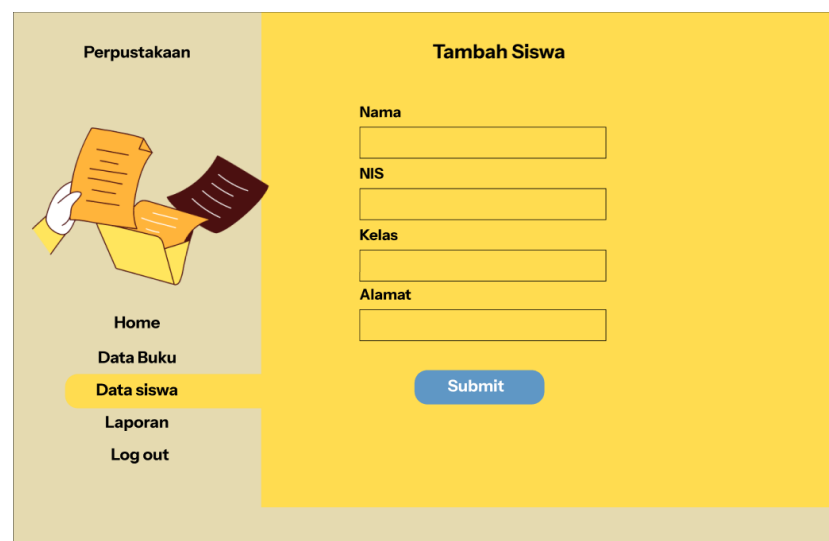 Perpustakaan
Home
Data Buku
Data siswa
Laporan
Log out
Tambah Siswa
Nama
NIS
Kelas
Alamat
Submit